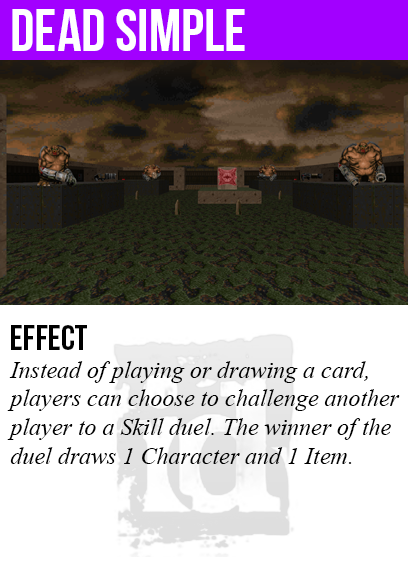 DEAD SIMPLE
EFFECT
Instead of playing or drawing a card,
players can choose to challenge another
player to a Skill duel. The winner of the
duel draws 1 Character and 1 Item.
id